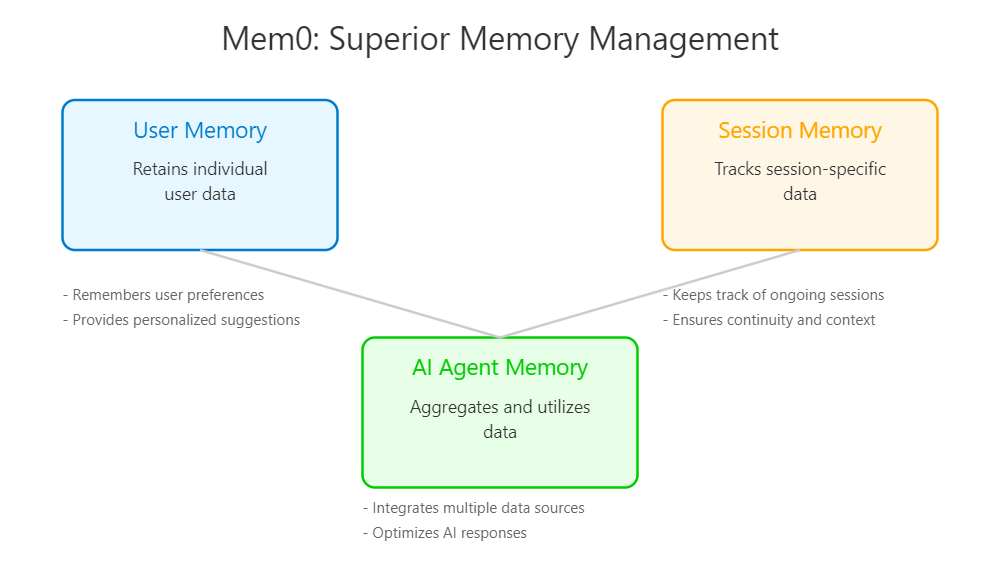 Mem0: Superior Memory Management
User Memory
Retains individual
user data
- Remembers user preferences
- Provides personalized suggestions
Session Memory
Tracks session-specific
data
- Keeps track of ongoing sessions
- Ensures continuity and context
AI Agent Memory
Aggregates and utilizes
data
- Integrates multiple data sources
- Optimizes AI responses